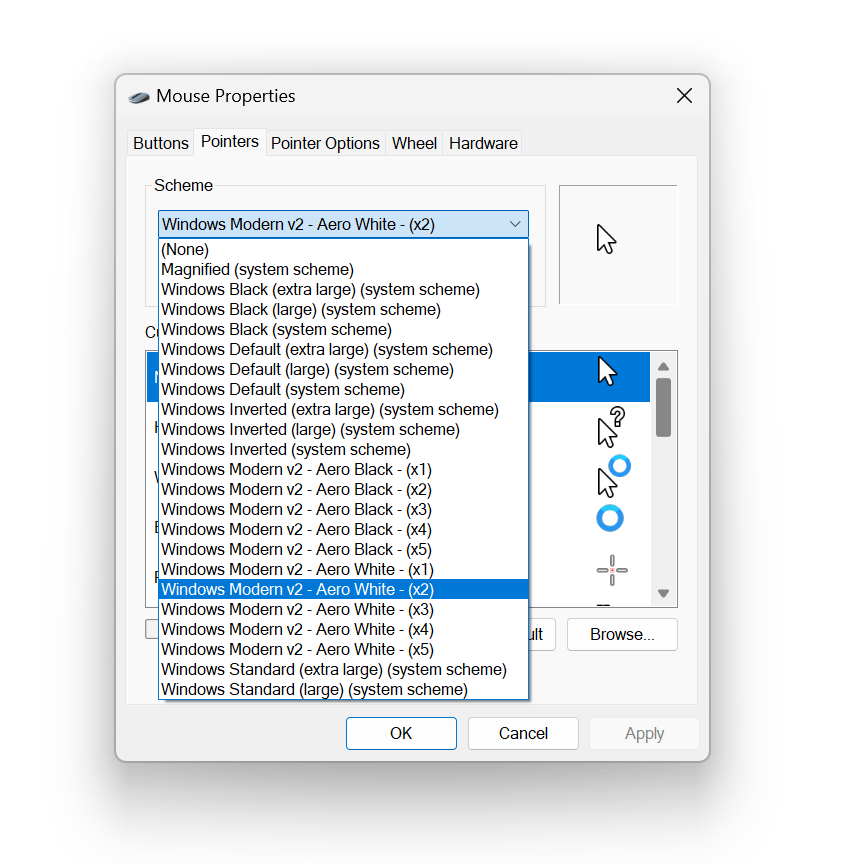 Mouse Properties
Buttons Pointers Pointer Options Wheel Hardware
Scheme
Windows Modern v2 - Aero White - (x2)
(None)
Magnified (system scheme)
Windows Black (extra large) (system scheme)
Windows Black (large) (system scheme)
Windows Black (system scheme)
Windows Default (extra large) (system scheme)
Windows Default (large) (system scheme)
Windows Default (system scheme)
Windows Inverted (extra large) (system scheme)
Windows Inverted (large) (system scheme)
Windows Inverted (system scheme)
Windows Modern v2 - Aero Black - (x1)
Windows Modern v2 - Aero Black - (x2)
Windows Modern v2 - Aero Black - (x3)
Windows Modern v2 - Aero Black - (x4)
Windows Modern v2 - Aero Black - (x5)
Windows Modern v2 - Aero White - (x1)
Windows Modern v2 - Aero White - (x2)
Windows Modern v2 - Aero White - (x3)
Windows Modern v2 - Aero White - (x4)
Windows Modern v2 - Aero White - (x5)
Windows Standard (extra large) (system scheme)
Windows Standard (large) (system scheme)
Browse...
OK Cancel Apply